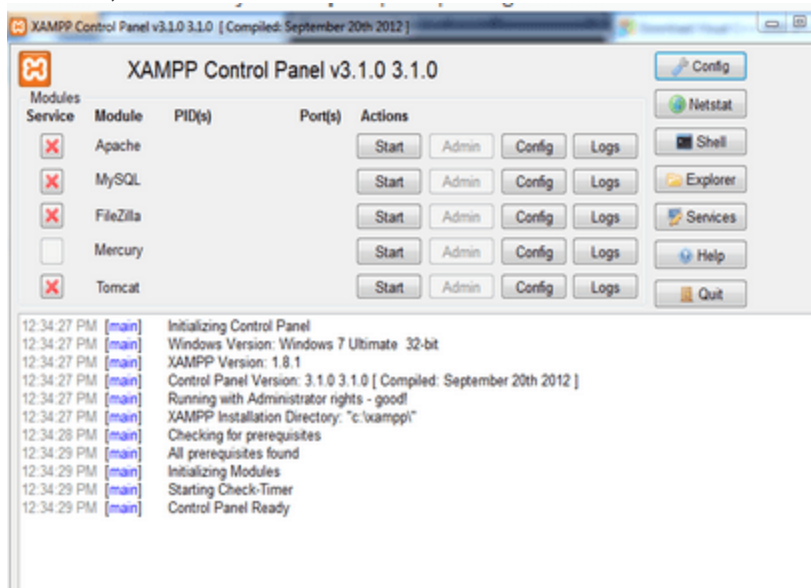 XAMPP Control Panel v3.1.0 3.1.0 [ Compiled: September 20th 2012 ]
XAMPP Control Panel v3.1.0 3.1.0
Config
Modules
Service Module PID(s) Port(s) Actions
Netstat
Apache Start Admin Config Logs
Shell
MySQL Start Admin Config Logs
Explorer
FileZilla Start Admin Config Logs
Services
Mercury Start Admin Config Logs
Help
Tomcat Start Admin Config Logs
Quit
12:34:27 PM [main] Initializing Control Panel
12:34:27 PM [main] Windows Version: Windows 7 Ultimate 32-bit
12:34:27 PM [main] XAMPP Version: 1.8.1
12:34:27 PM [main] Control Panel Version: 3.1.0 3.1.0 [ Compiled: September 20th 2012 ]
12:34:27 PM [main] Running with Administrator rights - good!
12:34:27 PM [main] XAMPP Installation Directory: "c:\xampp\"
12:34:28 PM [main] Checking for prerequisites
12:34:29 PM [main] All prerequisites found
12:34:29 PM [main] Initializing Modules
12:34:29 PM [main] Starting Check-Timer
12:34:29 PM [main] Control Panel Ready